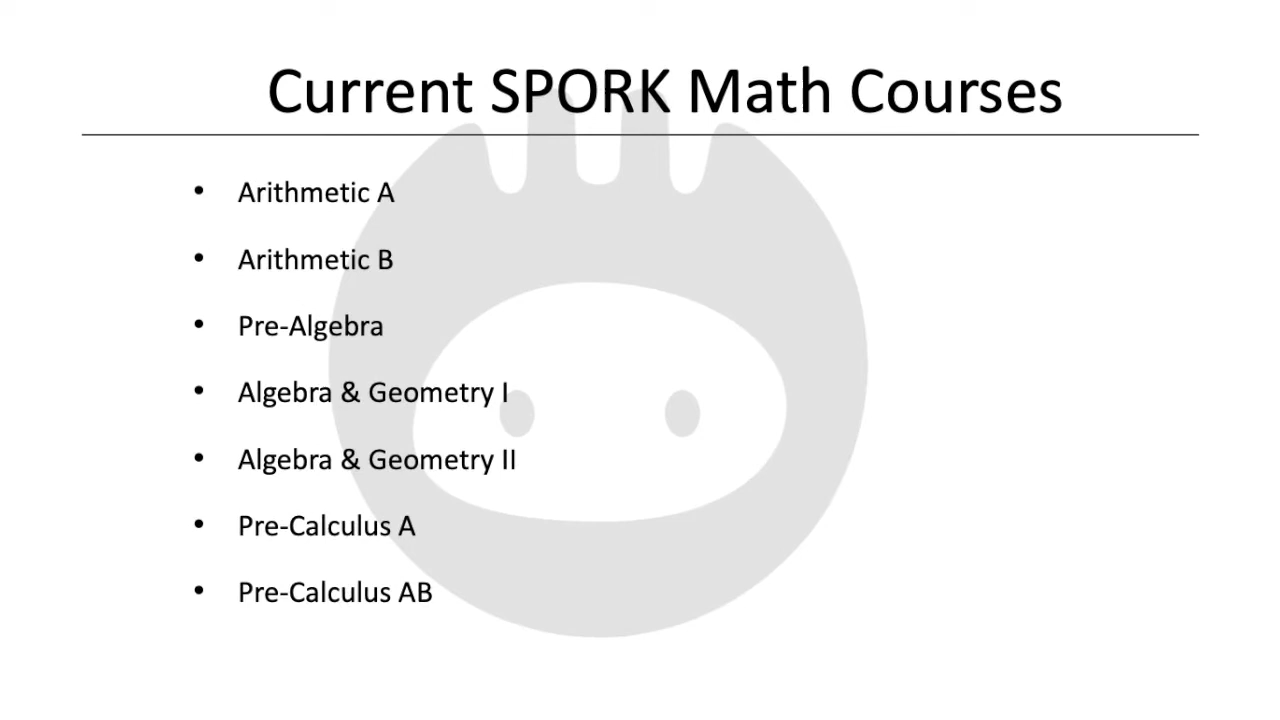 Current SPORK Math Courses
• Arithmetic A
• Arithmetic B
• Pre-Algebra
• Algebra & Geometry I
• Algebra & Geometry II
• Pre-Calculus A
• Pre-Calculus AB